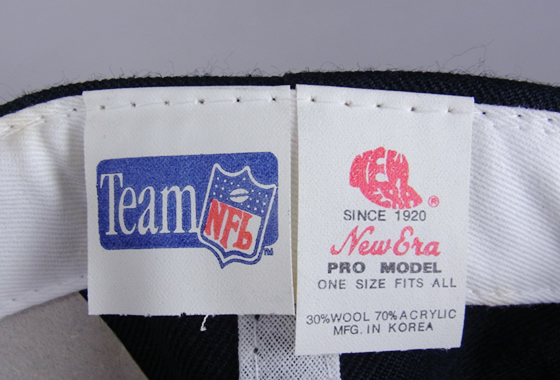 Team NFL
TM
NEW ERA
®
SINCE 1920
New Era
PRO MODEL
ONE SIZE FITS ALL
30%WOOL 70%ACRYLIC
MFG. IN KOREA